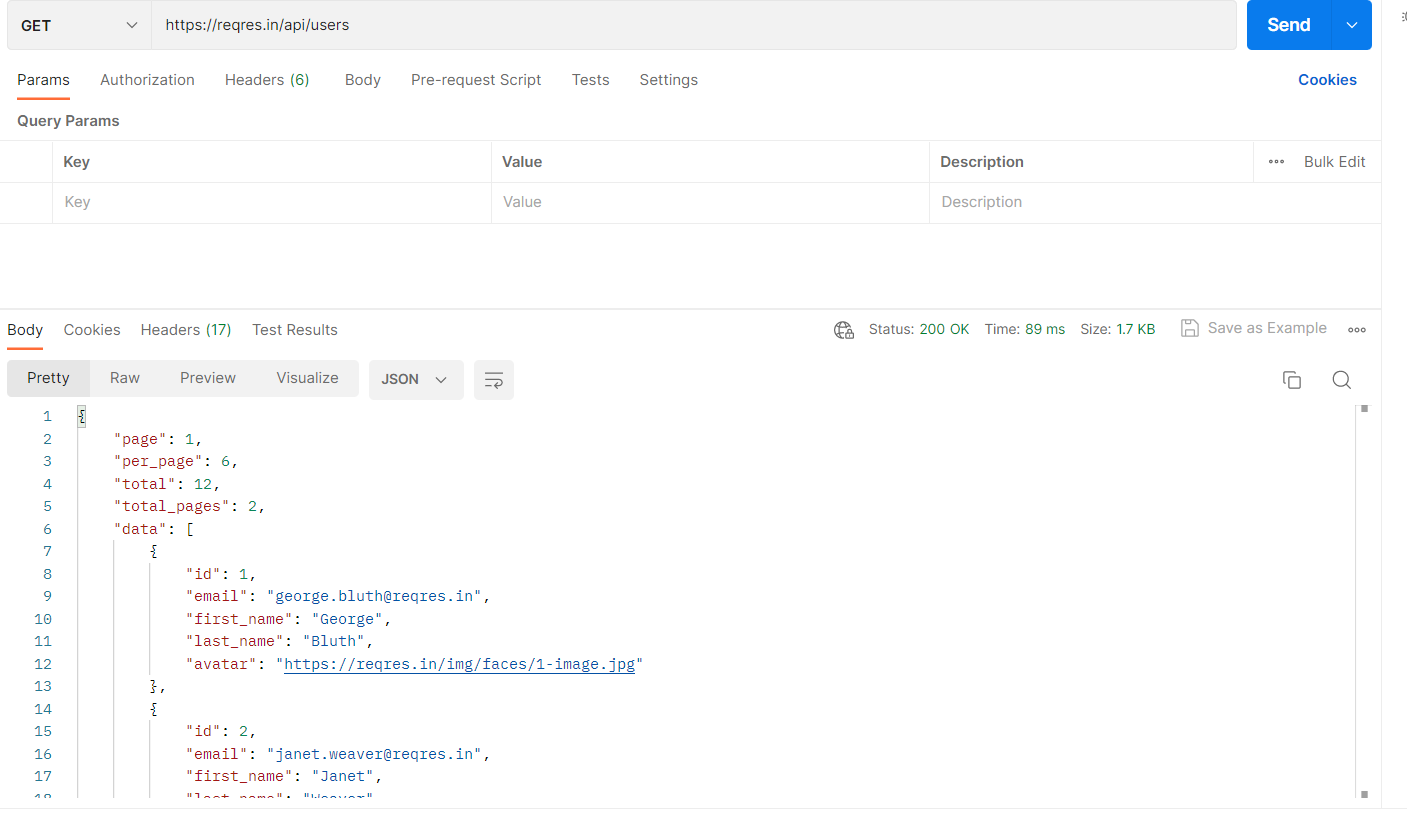 GET https://reqres.in/api/users Send
Params Authorization Headers (6) Body Pre-request Script Tests Settings Cookies
Query Params
Key Value Description Bulk Edit
Key Value Description
Body Cookies Headers (17) Test Results Status: 200 OK Time: 89 ms Size: 1.7 KB Save as Example
Pretty Raw Preview Visualize JSON
1 {
2 "page": 1,
3 "per_page": 6,
4 "total": 12,
5 "total_pages": 2,
6 "data": [
7 {
8 "id": 1,
9 "email": "george.bluth@reqres.in",
10 "first_name": "George",
11 "last_name": "Bluth",
12 "avatar": "https://reqres.in/img/faces/1-image.jpg"
13 },
14 {
15 "id": 2,
16 "email": "janet.weaver@reqres.in",
17 "first_name": "Janet",
18 "last_name": "Weaver"